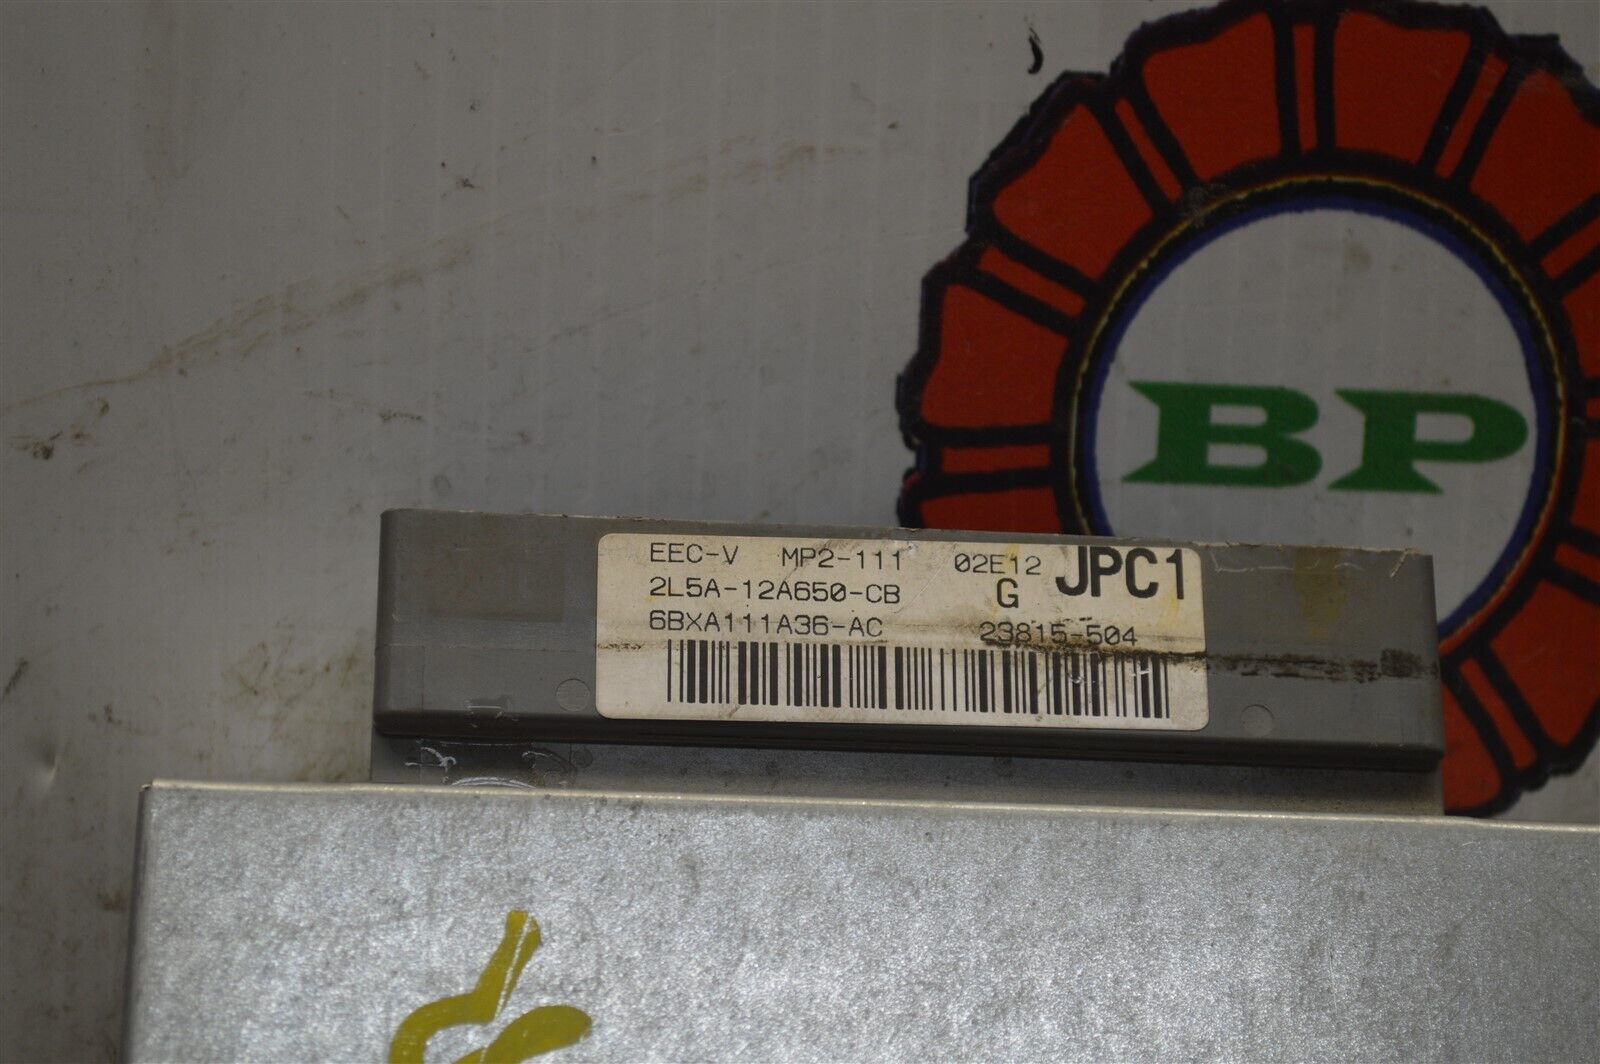 BP
EEC-V MP2-111 02E12 JPC1
2L5A-12A650-CB G
6BXA111A36-AC 23815-504